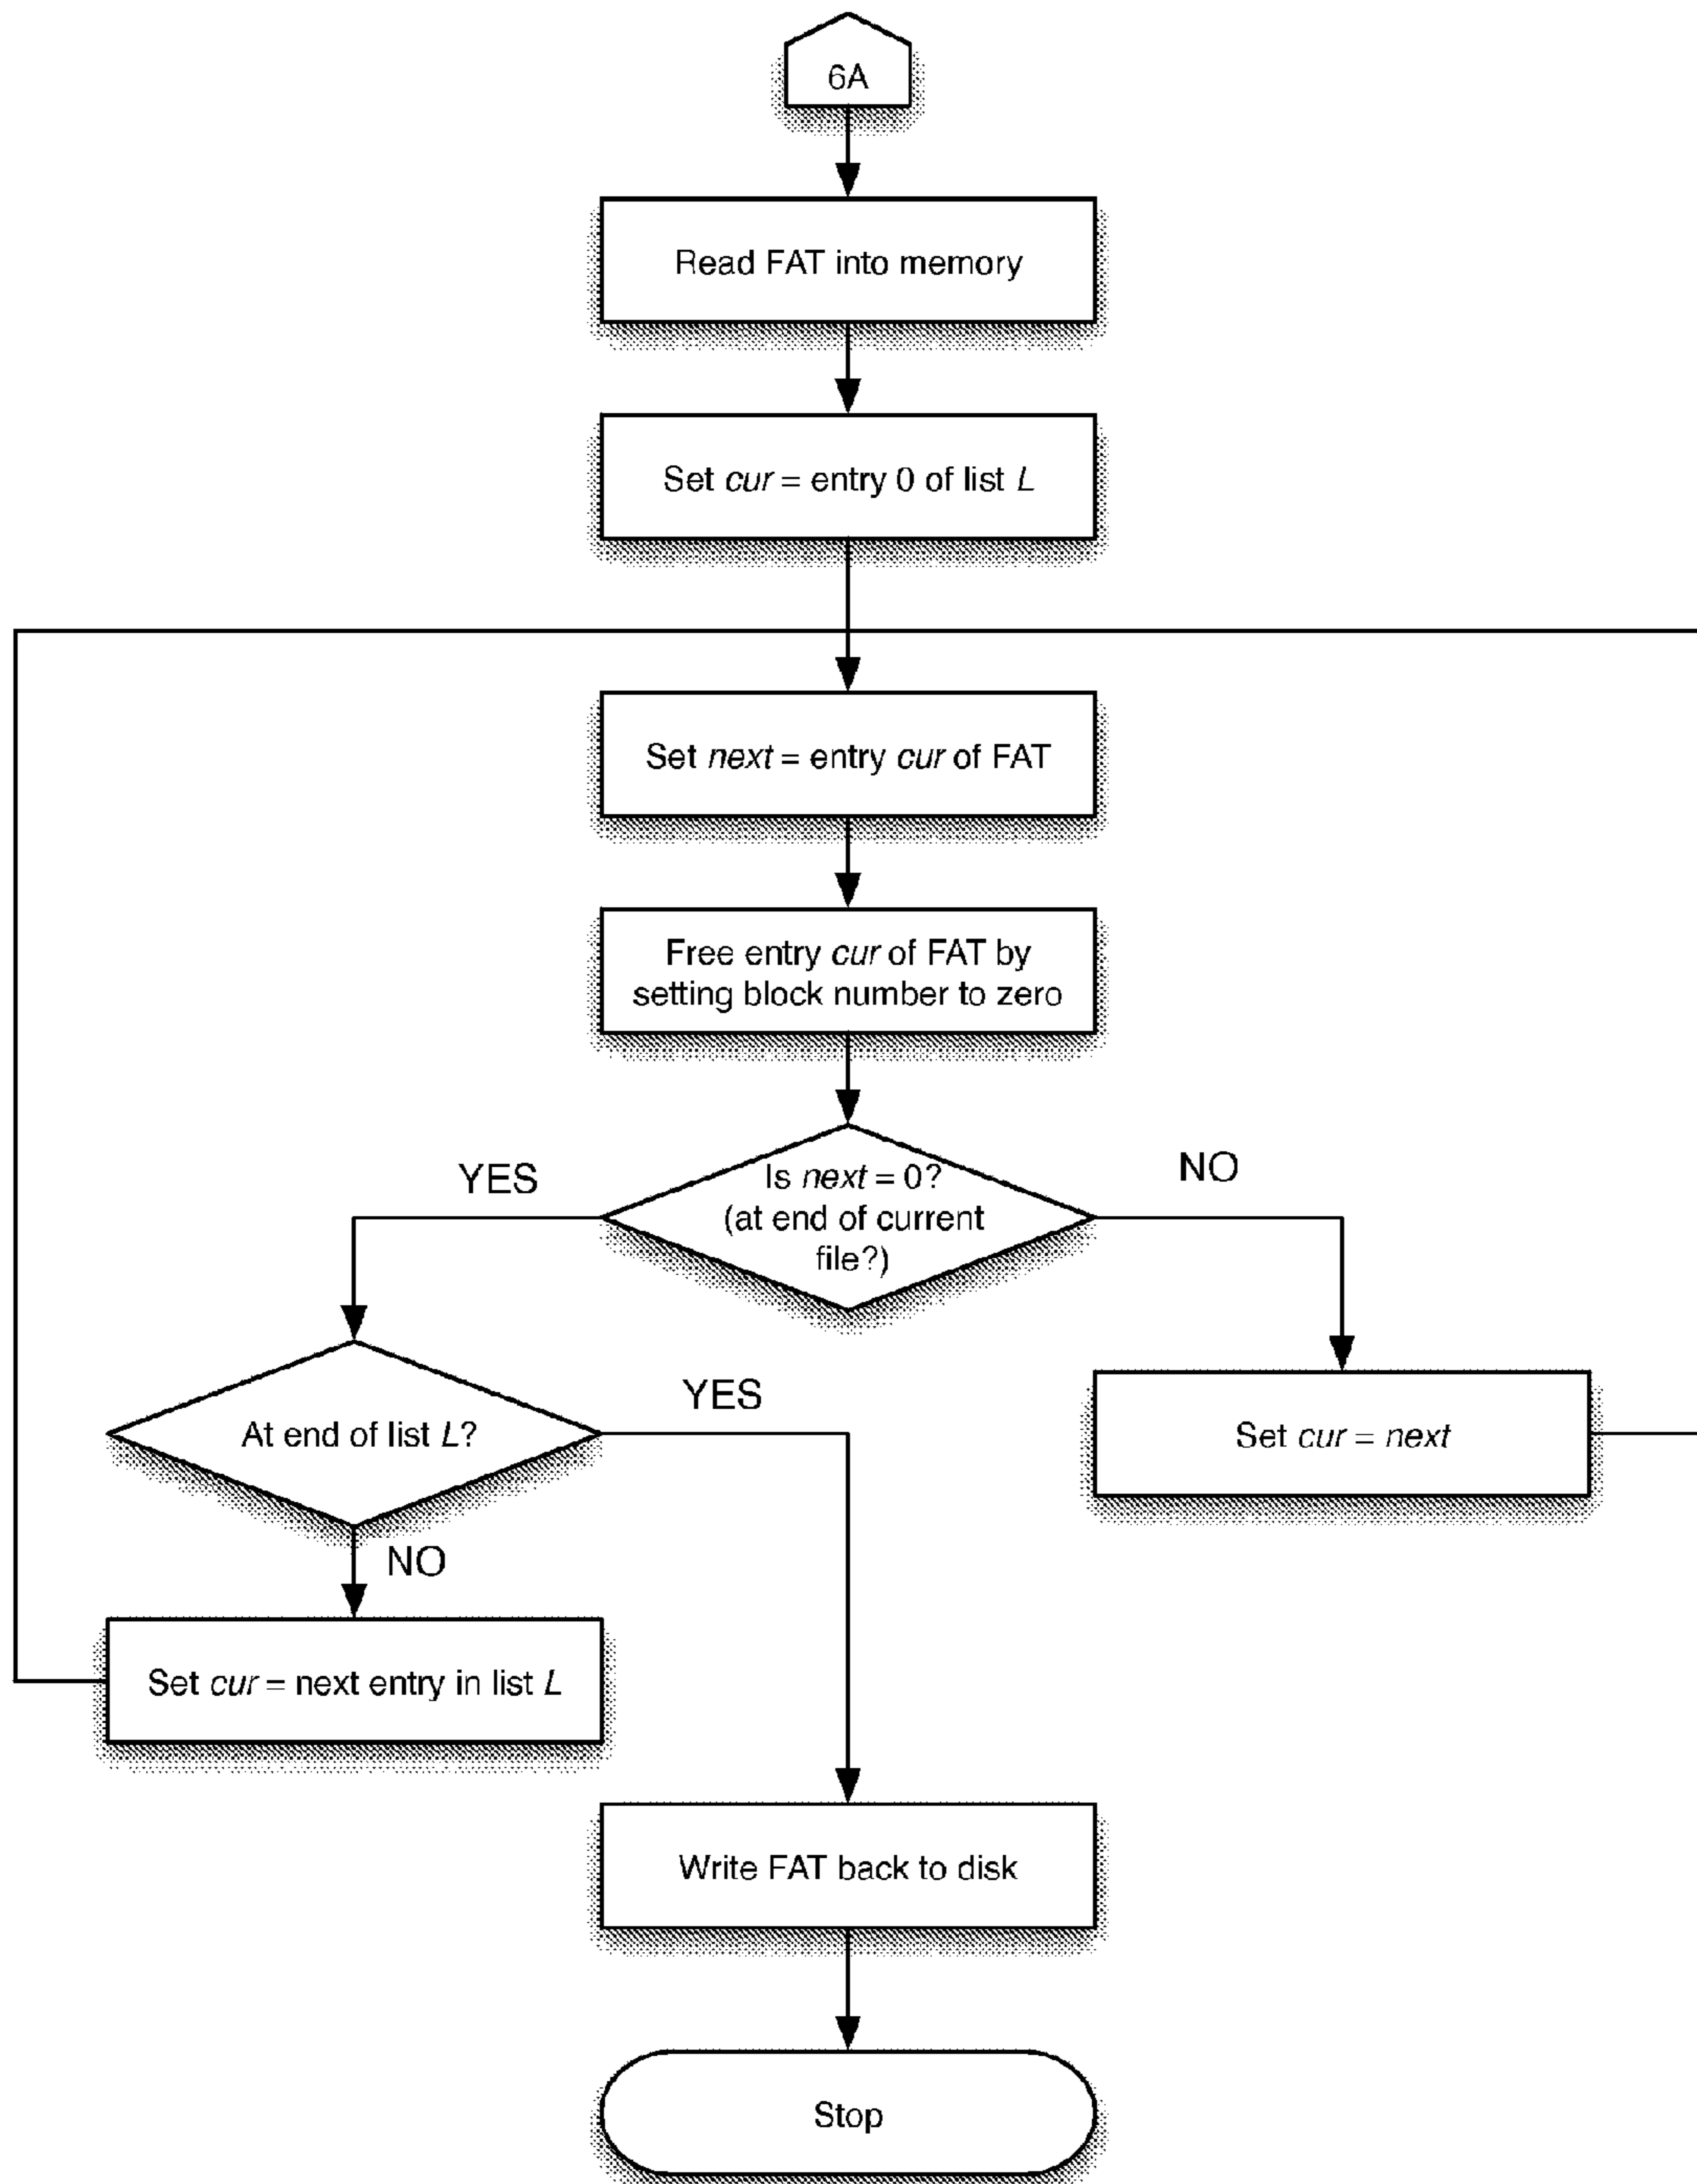 6A
Read FAT into memory
Set cur = entry 0 of list L
Set next = entry cur of FAT
Free entry cur of FAT by
setting block number to zero
Is next = 0?
(at end of current
file?)
YES
NO
At end of list L?
YES
Set cur = next
NO
Set cur = next entry in list L
Write FAT back to disk
Stop